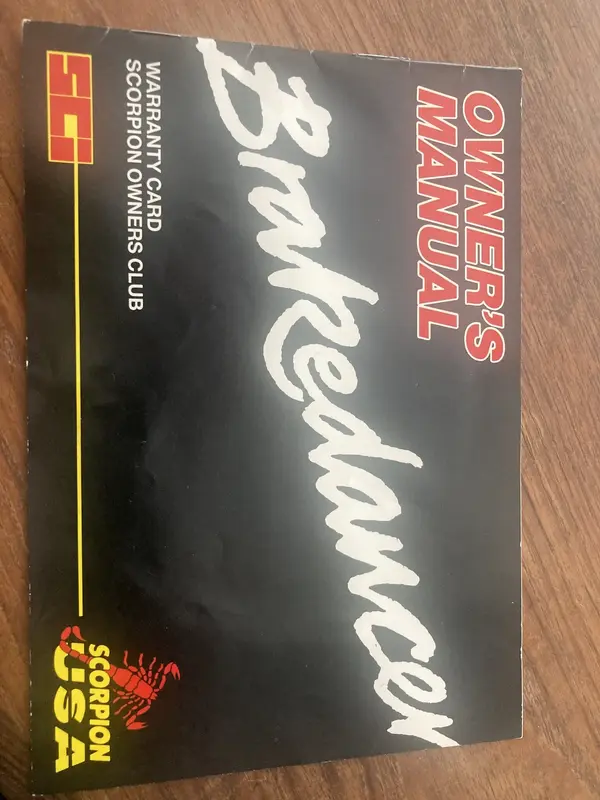 OWNER'S
MANUAL
Brakedancer
WARRANTY CARD
SCORPION OWNERS CLUB
SCI
SCORPION
USA